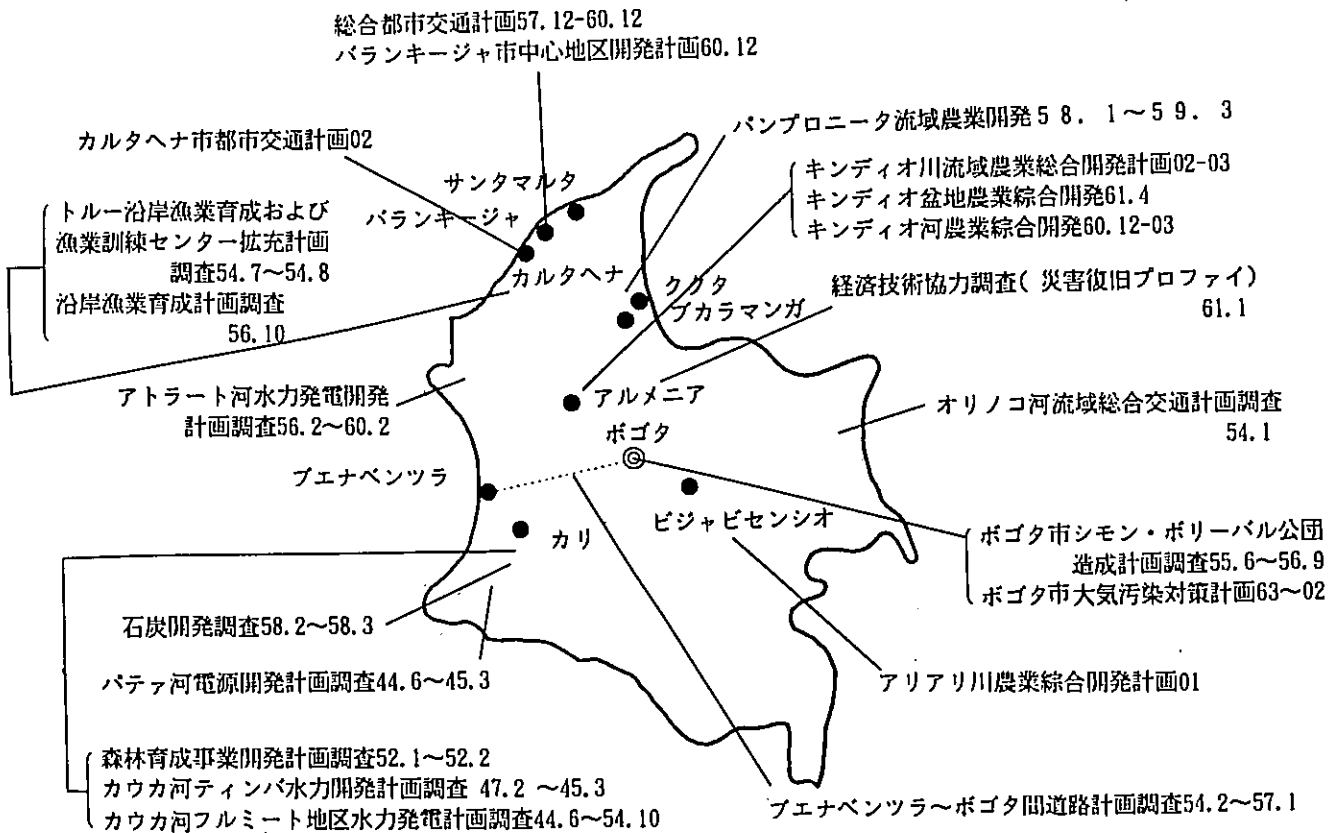 総合都市交通計画57.12-60.12
バランキージャ市中心地区開発計画60.12
カルタヘナ市都市交通計画02
パンプロニータ流域農業開発58.1～59.3
サンタマルタ
バランキージャ
カルタヘナ
キンディオ川流域農業総合開発計画02-03
キンディオ盆地農業綜合開発61.4
キンディオ河農業綜合開発60.12-03
トルー沿岸漁業育成および
漁業訓練センター拡充計画
調査54.7～54.8
沿岸漁業育成計画調査
56.10
ククタ
ブカラマンガ
経済技術協力調査( 災害復旧プロファイ)
61.1
アトラート河水力発電開発
計画調査56.2～60.2
アルメニア
オリノコ河流域総合交通計画調査
54.1
ボゴタ
ブエナベンツラ
ビジャビセンシオ
カリ
ボゴタ市シモン・ボリーバル公団
造成計画調査55.6～56.9
ボゴタ市大気汚染対策計画63～02
石炭開発調査58.2～58.3
パティア河電源開発計画調査44.6～45.3
アリアリ川農業綜合開発計画01
森林育成事業開発計画調査52.1～52.2
カウカ河ティンバ水力開発計画調査 47.2 ～45.3
カウカ河フルミート地区水力発電計画調査44.6～54.10
ブエナベンツラ～ボゴタ間道路計画調査54.2～57.1